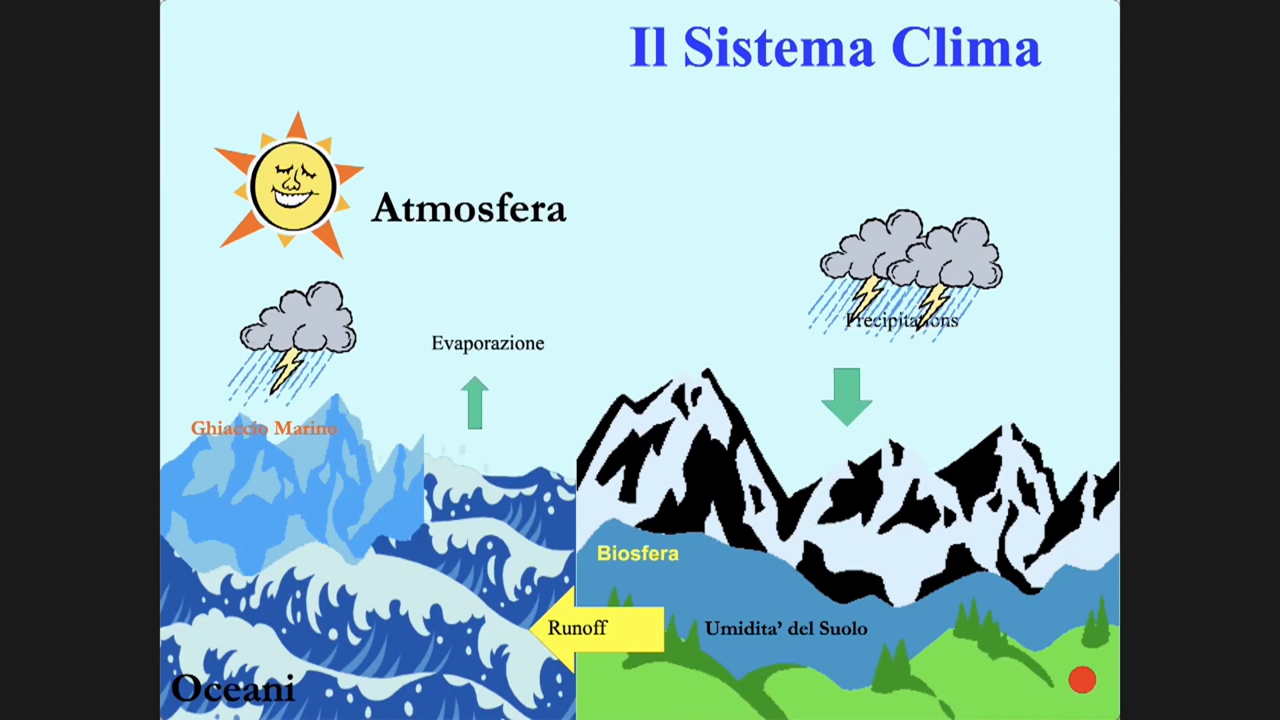 Il Sistema Clima
Atmosfera
Precipitations
Evaporazione
Ghiaccio Marino
Biosfera
Runoff
Umidita' del Suolo
Oceani